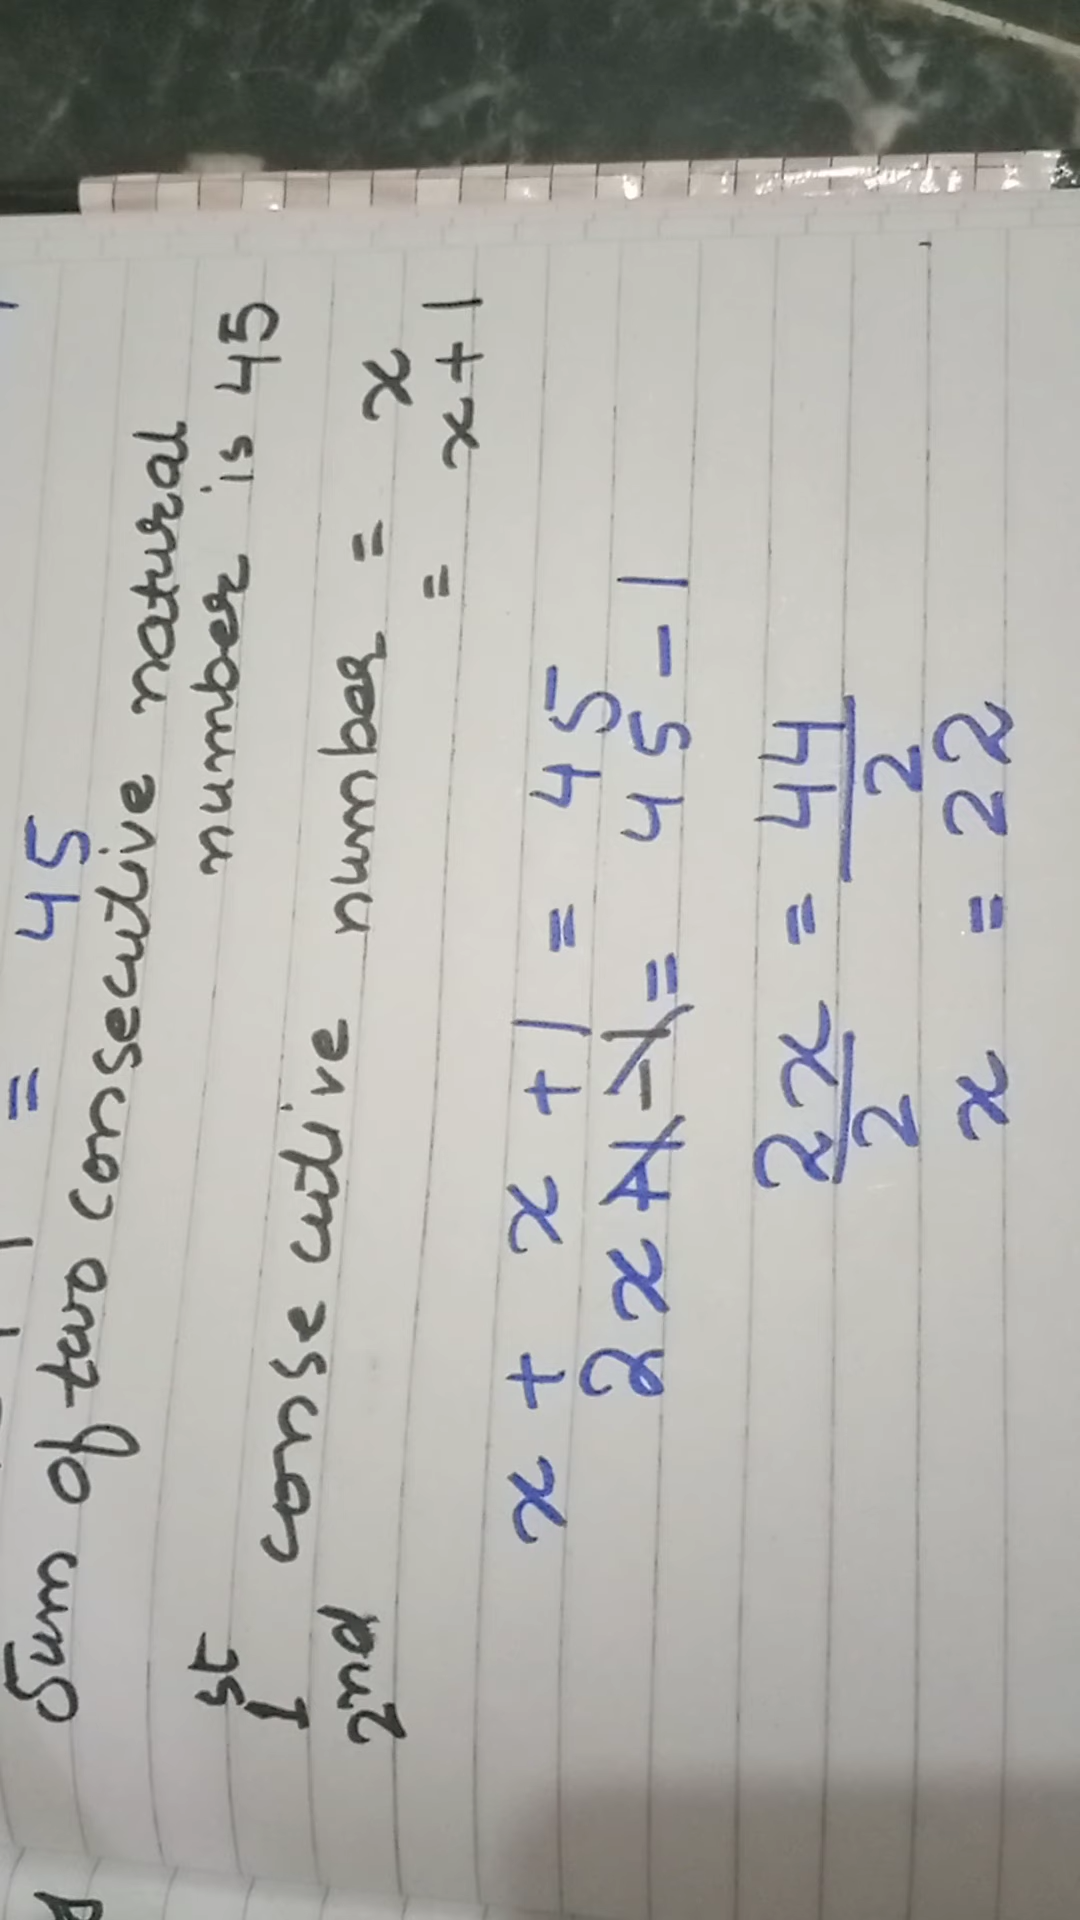 = 45
Sum of two consecutive natural
number is 45
1st consecutive number = x
2nd = x+1
x + x + 1 = 45
2x + 1 - 1 = 45 - 1
2x/2 = 44/2
x = 22